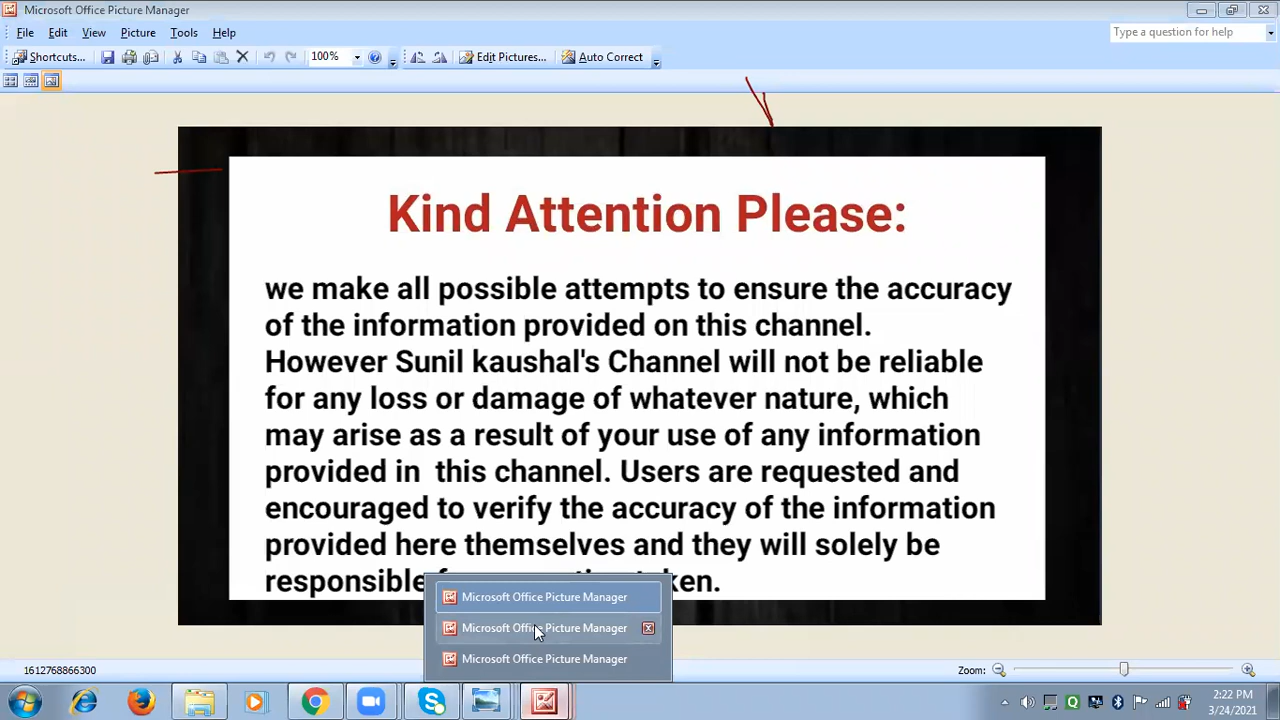 Microsoft Office Picture Manager
File Edit View Picture Tools Help
Type a question for help
Shortcuts... 100% Edit Pictures... Auto Correct
Kind Attention Please:
we make all possible attempts to ensure the accuracy
of the information provided on this channel.
However Sunil kaushal's Channel will not be reliable
for any loss or damage of whatever nature, which
may arise as a result of your use of any information
provided in this channel. Users are requested and
encouraged to verify the accuracy of the information
provided here themselves and they will solely be
responsible
Microsoft Office Picture Manager
Microsoft Office Picture Manager
Microsoft Office Picture Manager
1612768866300
Zoom:
2:22 PM
3/24/2021